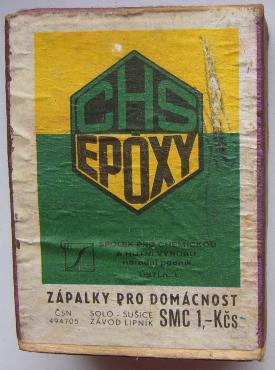 CHS
EPOXY
SPOLEK PRO CHEMICKOU
A HUTNÍ VÝROBU
národní podnik
ÚSTÍ n. L.
ZÁPALKY PRO DOMÁCNOST
ČSN SOLO - SUŠICE
494705 ZÁVOD LIPNÍK SMC 1,-Kčs